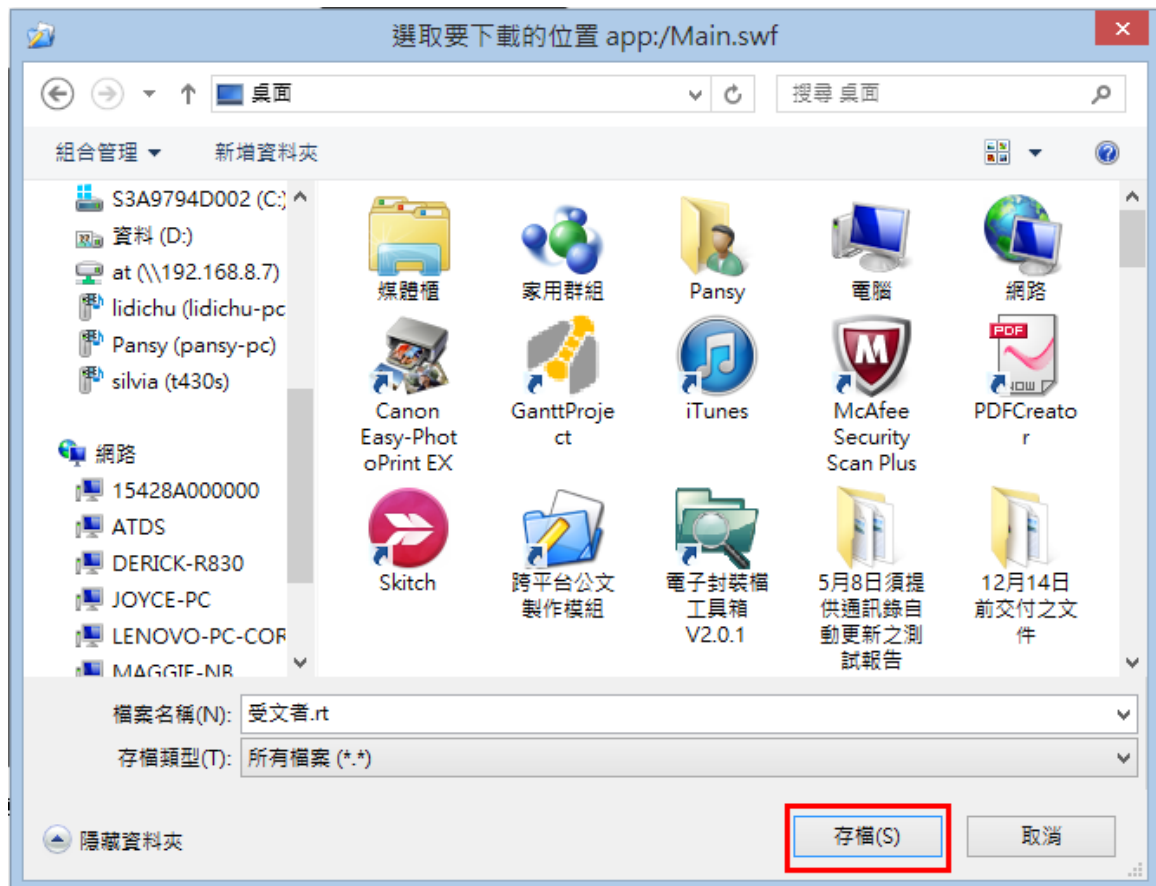 選取要下載的位置 app:/Main.swf
桌面
搜尋 桌面
組合管理
新增資料夾
S3A9794D002 (C:)
資料 (D:)
at (\\192.168.8.7)
lidichu (lidichu-pc
Pansy (pansy-pc)
silvia (t430s)
網路
15428A000000
ATDS
DERICK-R830
JOYCE-PC
LENOVO-PC-COR
MAGGIE-NB
媒體櫃
家用群組
Pansy
電腦
網路
Canon
Easy-Phot
oPrint EX
GanttProje
ct
iTunes
McAfee
Security
Scan Plus
PDF
NOW
PDFCreato
r
Skitch
跨平台公文
製作模組
電子封裝檔
工具箱
V2.0.1
5月8日須提
供通訊錄自
動更新之測
試報告
12月14日
前交付之文
件
檔案名稱(N): 受文者.rt
存檔類型(T): 所有檔案 (*.*)
隱藏資料夾
存檔(S)
取消